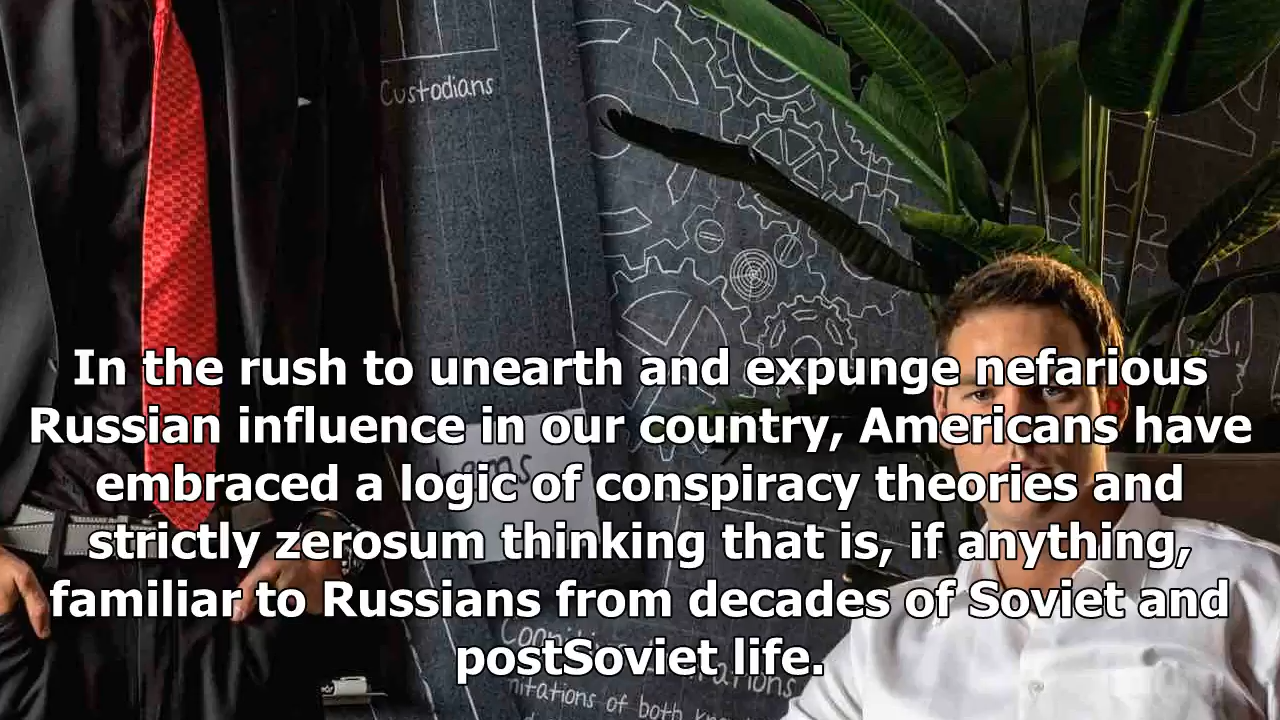 Custodians
In the rush to unearth and expunge nefarious
Russian influence in our country, Americans have
embraced a logic of conspiracy theories and
strictly zerosum thinking that is, if anything,
familiar to Russians from decades of Soviet and
postSoviet life.
of both